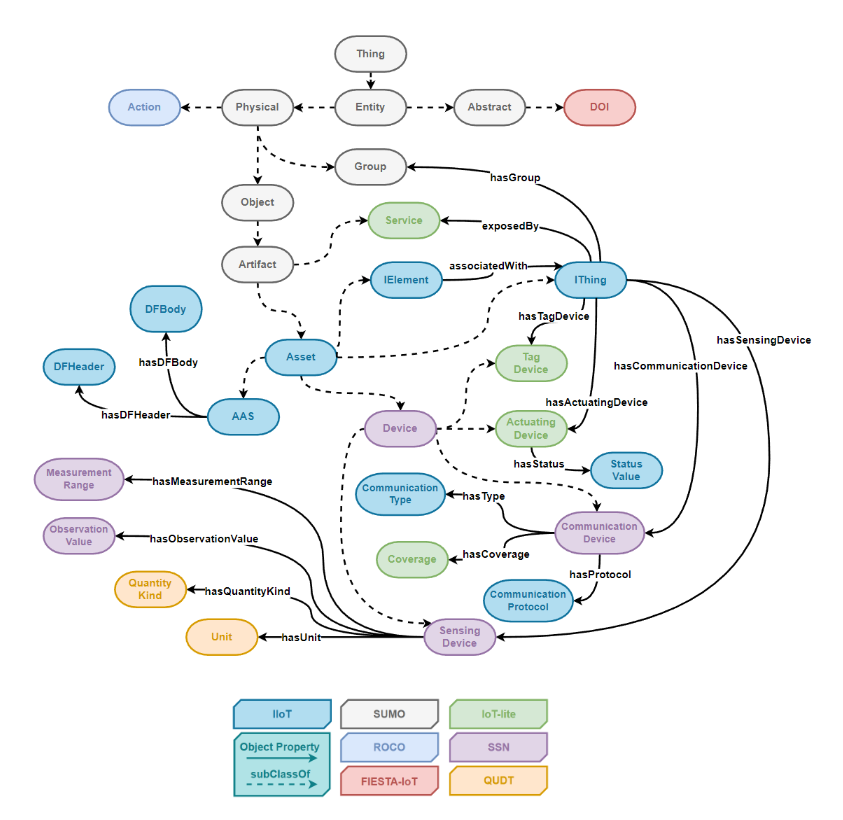 Thing
Action
Physical
Entity
Abstract
DOI
Group
hasGroup
Object
Service
exposedBy
Artifact
associatedWith
IElement
IThing
DFBody
hasTagDevice
hasSensingDevice
Asset
hasDFBody
Tag
Device
DFHeader
hasCommunicationDevice
hasActuatingDevice
hasDFHeader
AAS
Device
Actuating
Device
hasStatus
Status
Value
Measurement
Range
hasMeasurementRange
Communication
Type
hasType
Observation
Value
hasObservationValue
Communication
Device
hasCoverage
Coverage
hasProtocol
Quantity
Kind
hasQuantityKind
Communication
Protocol
Unit
hasUnit
Sensing
Device
IIoT
SUMO
IoT-lite
Object Property
subClassOf
ROCO
SSN
FIESTA-IoT
QUDT